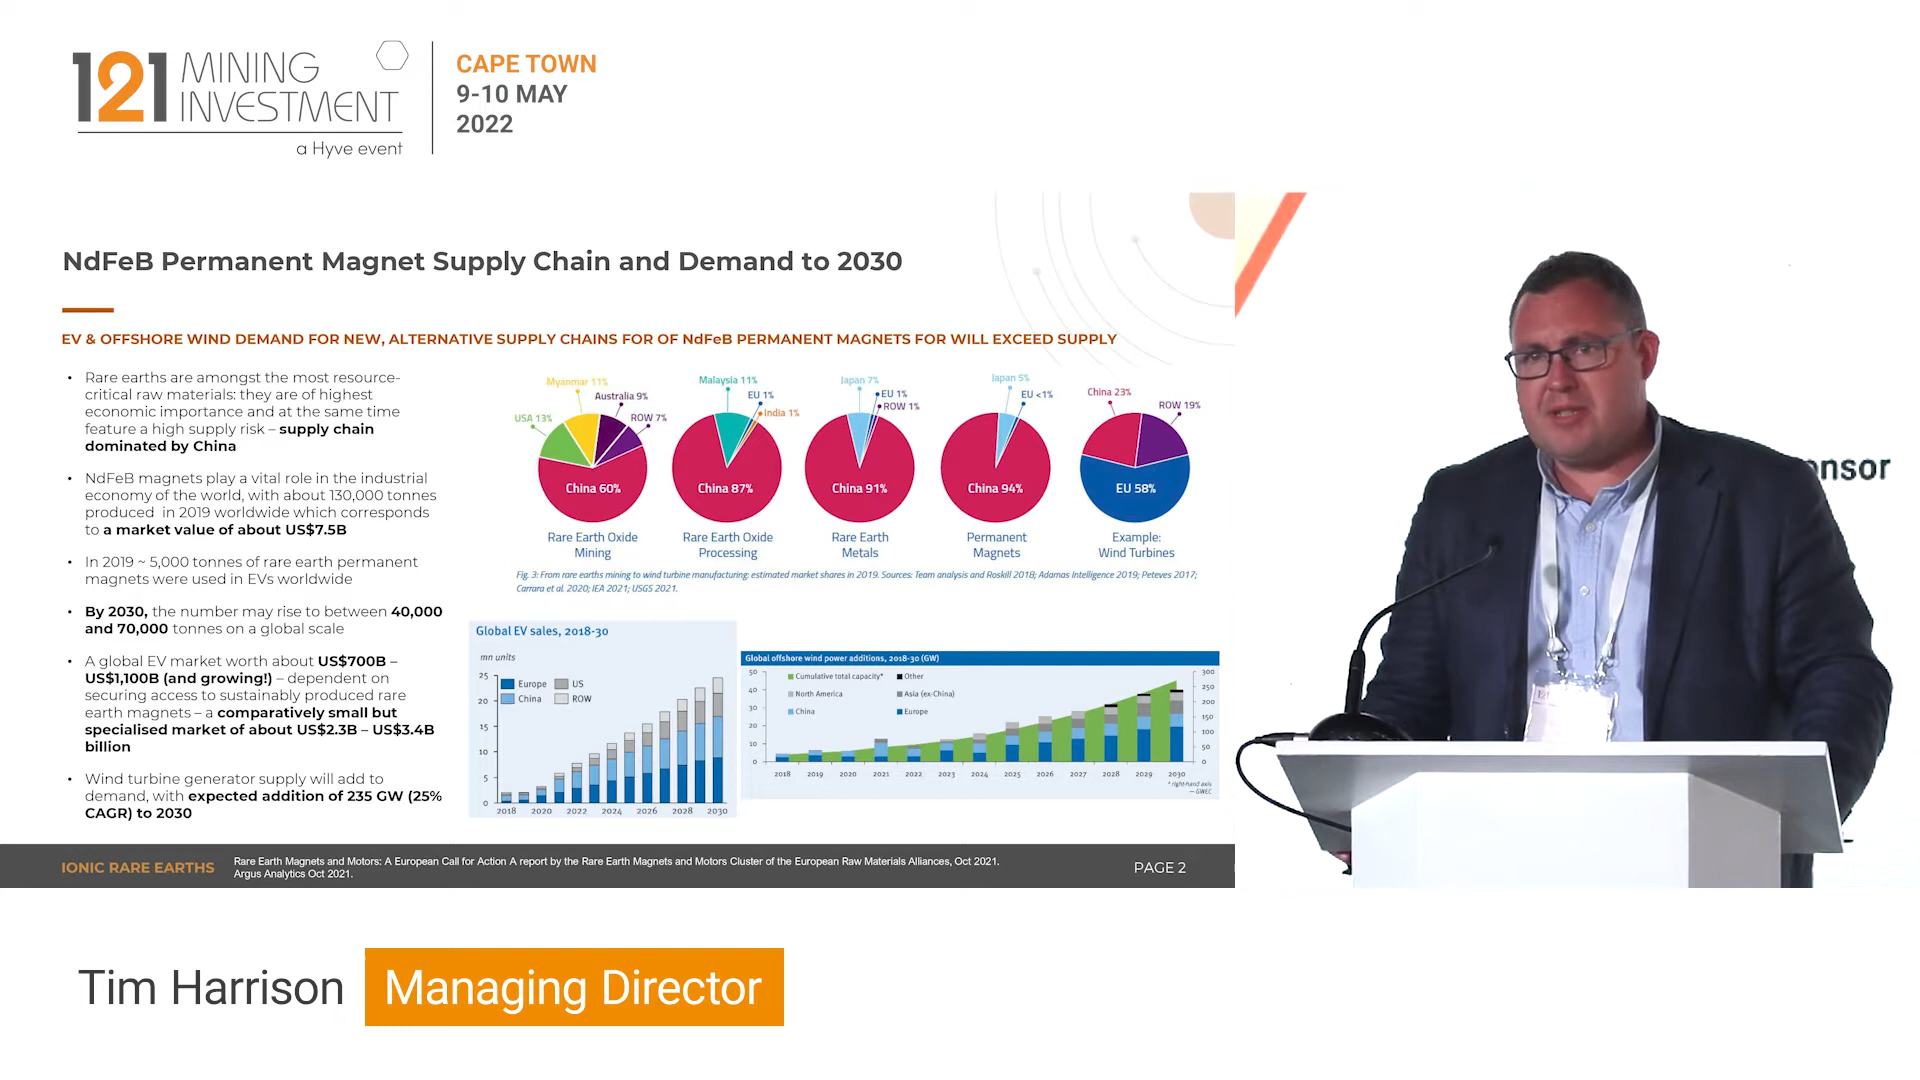 121 MINING
INVESTMENT
a Hyve event
CAPE TOWN
9-10 MAY
2022
NdFeB Permanent Magnet Supply Chain and Demand to 2030
EV & OFFSHORE WIND DEMAND FOR NEW, ALTERNATIVE SUPPLY CHAINS FOR OF NdFeB PERMANENT MAGNETS FOR WILL EXCEED SUPPLY
• Rare earths are amongst the most resource-
critical raw materials: they are of highest
economic importance and at the same time
feature a high supply risk – supply chain
dominated by China
• NdFeB magnets play a vital role in the industrial
economy of the world, with about 130,000 tonnes
produced in 2019 worldwide which corresponds
to a market value of about US$7.5B
• In 2019 ~ 5,000 tonnes of rare earth permanent
magnets were used in EVs worldwide
• By 2030, the number may rise to between 40,000
and 70,000 tonnes on a global scale
• A global EV market worth about US$700B –
US$1,100B (and growing!) – dependent on
securing access to sustainably produced rare
earth magnets – a comparatively small but
specialised market of about US$2.3B – US$3.4B
billion
• Wind turbine generator supply will add to
demand, with expected addition of 235 GW (25%
CAGR) to 2030
Myanmar 11%
Australia 9%
USA 13%
ROW 7%
China 60%
Rare Earth Oxide
Mining
Malaysia 11%
EU 1%
India 1%
China 87%
Rare Earth Oxide
Processing
Japan 7%
EU 1%
ROW 1%
China 91%
Rare Earth
Metals
Japan 5%
EU <1%
China 94%
Permanent
Magnets
China 23%
ROW 19%
EU 58%
Example:
Wind Turbines
Fig. 3: From rare earths mining to wind turbine manufacturing: estimated market shares in 2019. Sources: Team analysis and Roskill 2018; Adamas Intelligence 2019; Peteves 2017;
Carrara et al. 2020; IEA 2021; USGS 2021.
Global EV sales, 2018-30
mn units
25
20
15
10
5
0
Europe US
China ROW
2018 2020 2022 2024 2026 2028 2030
Global offshore wind power additions, 2018-30 (GW)
50
40
30
20
10
0
Cumulative total capacity* Other
North America Asia (ex-China)
China Europe
300
250
200
150
100
50
0
2018 2019 2020 2021 2022 2023 2024 2025 2026 2027 2028 2029 2030
* right-hand axis
— GWEC
IONIC RARE EARTHS
Rare Earth Magnets and Motors: A European Call for Action A report by the Rare Earth Magnets and Motors Cluster of the European Raw Materials Alliances, Oct 2021.
Argus Analytics Oct 2021.
PAGE 2
onsor
121
Tim Harrison
Managing Director